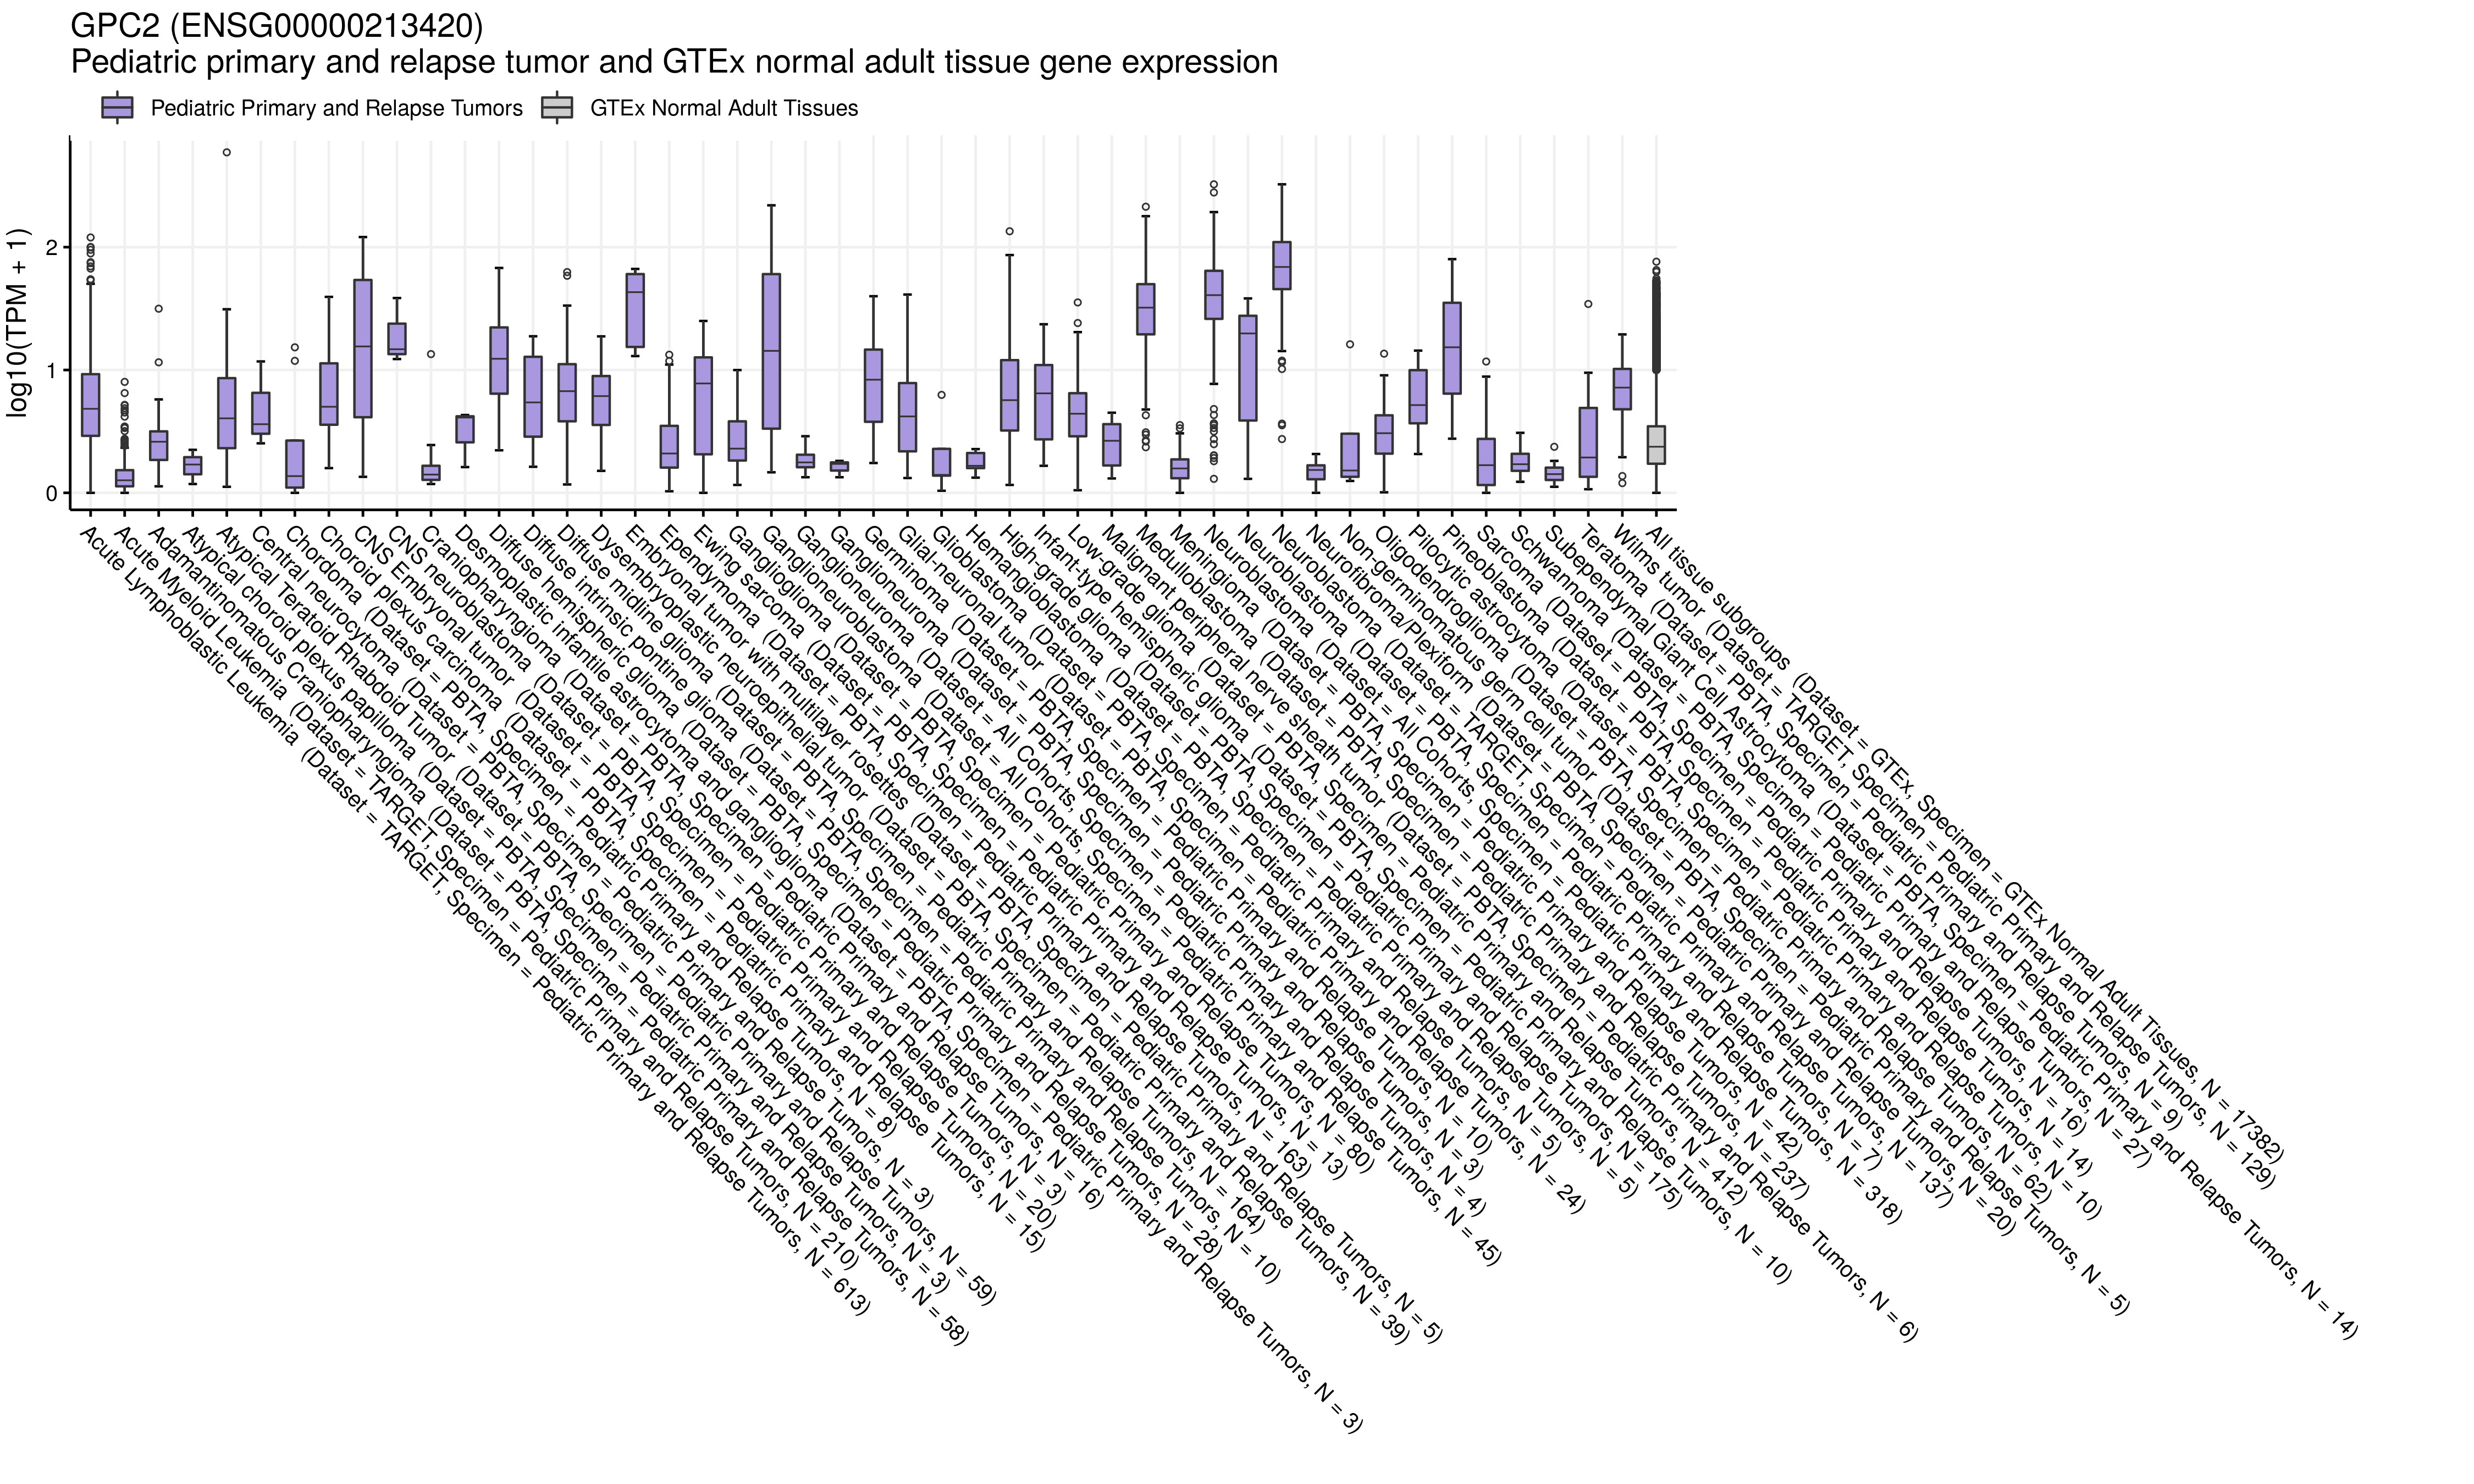 GPC2 (ENSG00000213420)
Pediatric primary and relapse tumor and GTEx normal adult tissue gene expression
Pediatric Primary and Relapse Tumors
GTEx Normal Adult Tissues
log10(TPM + 1)
2
1
0
Acute Lymphoblastic Leukemia (Dataset = TARGET, Specimen = Pediatric Primary and Relapse Tumors, N = 613)
Acute Myeloid Leukemia (Dataset = TARGET, Specimen = Pediatric Primary and Relapse Tumors, N = 210)
Adamantinomatous Craniopharyngioma (Dataset = PBTA, Specimen = Pediatric Primary and Relapse Tumors, N = 58)
Atypical choroid plexus papilloma (Dataset = PBTA, Specimen = Pediatric Primary and Relapse Tumors, N = 3)
Atypical Teratoid Rhabdoid Tumor (Dataset = PBTA, Specimen = Pediatric Primary and Relapse Tumors, N = 59)
Central neurocytoma (Dataset = PBTA, Specimen = Pediatric Primary and Relapse Tumors, N = 3)
Chordoma (Dataset = PBTA, Specimen = Pediatric Primary and Relapse Tumors, N = 8)
Choroid plexus carcinoma (Dataset = PBTA, Specimen = Pediatric Primary and Relapse Tumors, N = 15)
CNS Embryonal tumor (Dataset = PBTA, Specimen = Pediatric Primary and Relapse Tumors, N = 20)
CNS neuroblastoma (Dataset = PBTA, Specimen = Pediatric Primary and Relapse Tumors, N = 3)
Craniopharyngioma (Dataset = PBTA, Specimen = Pediatric Primary and Relapse Tumors, N = 16)
Desmoplastic infantile astrocytoma and ganglioglioma (Dataset = PBTA, Specimen = Pediatric Primary and Relapse Tumors, N = 3)
Diffuse hemispheric glioma (Dataset = PBTA, Specimen = Pediatric Primary and Relapse Tumors, N = 28)
Diffuse intrinsic pontine glioma (Dataset = PBTA, Specimen = Pediatric Primary and Relapse Tumors, N = 10)
Diffuse midline glioma (Dataset = PBTA, Specimen = Pediatric Primary and Relapse Tumors, N = 164)
Dysembryoplastic neuroepithelial tumor (Dataset = PBTA, Specimen = Pediatric Primary and Relapse Tumors, N = 39)
Embryonal tumor with multilayer rosettes (Dataset = PBTA, Specimen = Pediatric Primary and Relapse Tumors, N = 5)
Ependymoma (Dataset = PBTA, Specimen = Pediatric Primary and Relapse Tumors, N = 163)
Ewing sarcoma (Dataset = PBTA, Specimen = Pediatric Primary and Relapse Tumors, N = 13)
Ganglioglioma (Dataset = PBTA, Specimen = Pediatric Primary and Relapse Tumors, N = 80)
Ganglioneuroblastoma (Dataset = All Cohorts, Specimen = Pediatric Primary and Relapse Tumors, N = 45)
Ganglioneuroma (Dataset = All Cohorts, Specimen = Pediatric Primary and Relapse Tumors, N = 4)
Ganglioneuroma (Dataset = PBTA, Specimen = Pediatric Primary and Relapse Tumors, N = 3)
Germinoma (Dataset = PBTA, Specimen = Pediatric Primary and Relapse Tumors, N = 10)
Glial-neuronal tumor (Dataset = PBTA, Specimen = Pediatric Primary and Relapse Tumors, N = 24)
Glioblastoma (Dataset = PBTA, Specimen = Pediatric Primary and Relapse Tumors, N = 5)
Hemangioblastoma (Dataset = PBTA, Specimen = Pediatric Primary and Relapse Tumors, N = 5)
High-grade glioma (Dataset = PBTA, Specimen = Pediatric Primary and Relapse Tumors, N = 175)
Infant-type hemispheric glioma (Dataset = PBTA, Specimen = Pediatric Primary and Relapse Tumors, N = 10)
Low-grade glioma (Dataset = PBTA, Specimen = Pediatric Primary and Relapse Tumors, N = 412)
Malignant peripheral nerve sheath tumor (Dataset = PBTA, Specimen = Pediatric Primary and Relapse Tumors, N = 6)
Medulloblastoma (Dataset = PBTA, Specimen = Pediatric Primary and Relapse Tumors, N = 237)
Meningioma (Dataset = PBTA, Specimen = Pediatric Primary and Relapse Tumors, N = 42)
Neuroblastoma (Dataset = All Cohorts, Specimen = Pediatric Primary and Relapse Tumors, N = 318)
Neuroblastoma (Dataset = PBTA, Specimen = Pediatric Primary and Relapse Tumors, N = 7)
Neuroblastoma (Dataset = TARGET, Specimen = Pediatric Primary and Relapse Tumors, N = 137)
Neurofibroma/Plexiform (Dataset = PBTA, Specimen = Pediatric Primary and Relapse Tumors, N = 20)
Non-germinomatous germ cell tumor (Dataset = PBTA, Specimen = Pediatric Primary and Relapse Tumors, N = 5)
Oligodendroglioma (Dataset = PBTA, Specimen = Pediatric Primary and Relapse Tumors, N = 62)
Pilocytic astrocytoma (Dataset = PBTA, Specimen = Pediatric Primary and Relapse Tumors, N = 10)
Pineoblastoma (Dataset = PBTA, Specimen = Pediatric Primary and Relapse Tumors, N = 14)
Sarcoma (Dataset = PBTA, Specimen = Pediatric Primary and Relapse Tumors, N = 16)
Schwannoma (Dataset = PBTA, Specimen = Pediatric Primary and Relapse Tumors, N = 27)
Subependymal Giant Cell Astrocytoma (Dataset = PBTA, Specimen = Pediatric Primary and Relapse Tumors, N = 14)
Teratoma (Dataset = PBTA, Specimen = Pediatric Primary and Relapse Tumors, N = 9)
Wilms tumor (Dataset = TARGET, Specimen = Pediatric Primary and Relapse Tumors, N = 129)
All tissue subgroups (Dataset = GTEx, Specimen = GTEx Normal Adult Tissues, N = 17382)